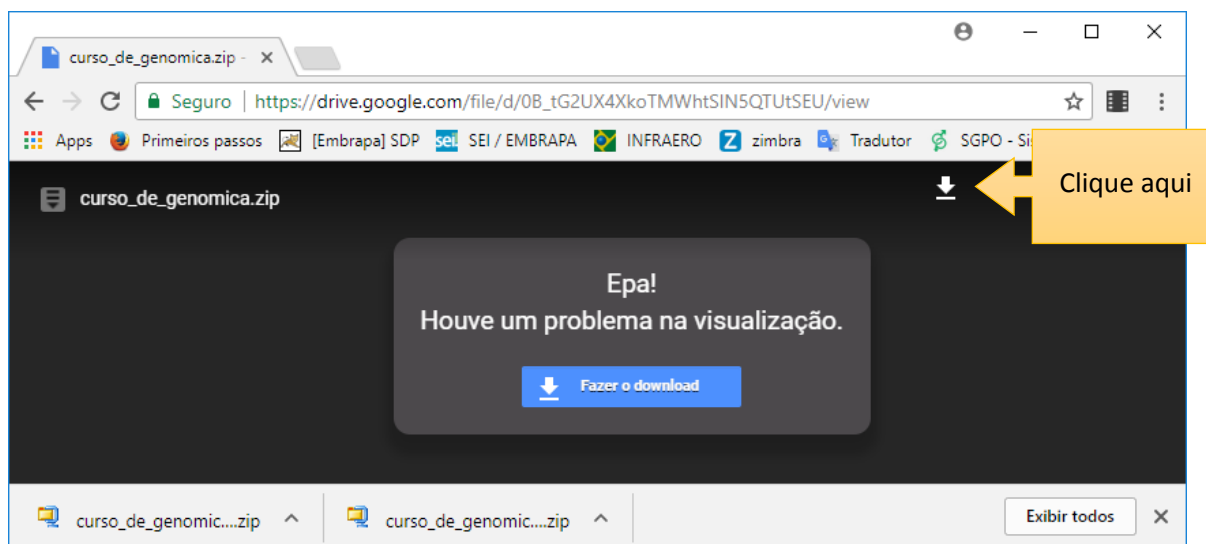 curso_de_genomica.zip -
Seguro | https://drive.google.com/file/d/0B_tG2UX4XkoTMWhtSlN5QTUtSEU/view
Apps Primeiros passos [Embrapa] SDP sei. SEI / EMBRAPA INFRAERO Z zimbra Tradutor SGPO - Si
Clique aqui
curso_de_genomica.zip
Epa!
Houve um problema na visualização.
Fazer o download
curso_de_genomic....zip curso_de_genomic....zip Exibir todos